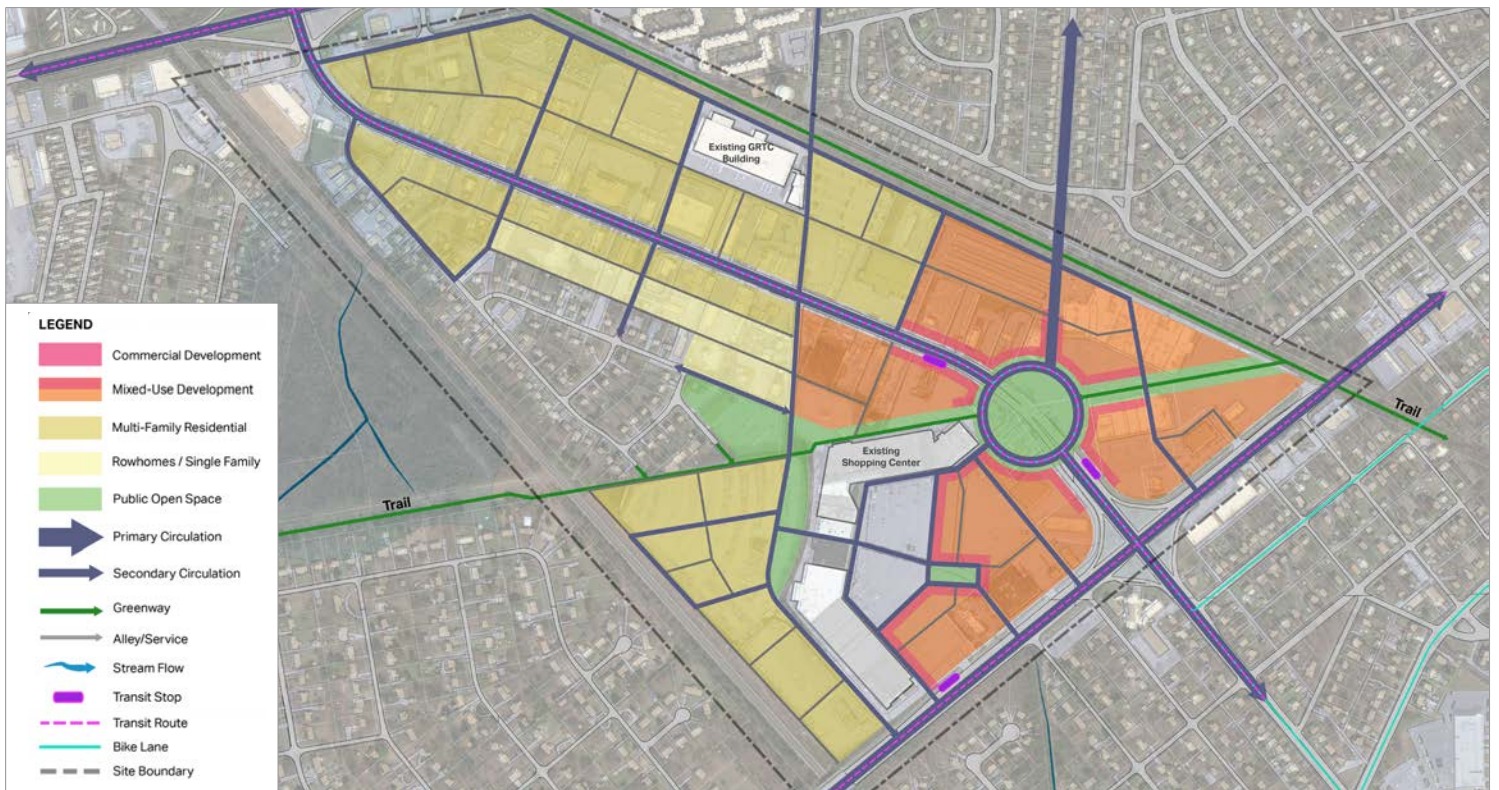 Existing GRTC
Building
Existing
Shopping Center
Trail
Trail
LEGEND
Commercial Development
Mixed-Use Development
Multi-Family Residential
Rowhomes / Single Family
Public Open Space
Primary Circulation
Secondary Circulation
Greenway
Alley/Service
Stream Flow
Transit Stop
Transit Route
Bike Lane
Site Boundary